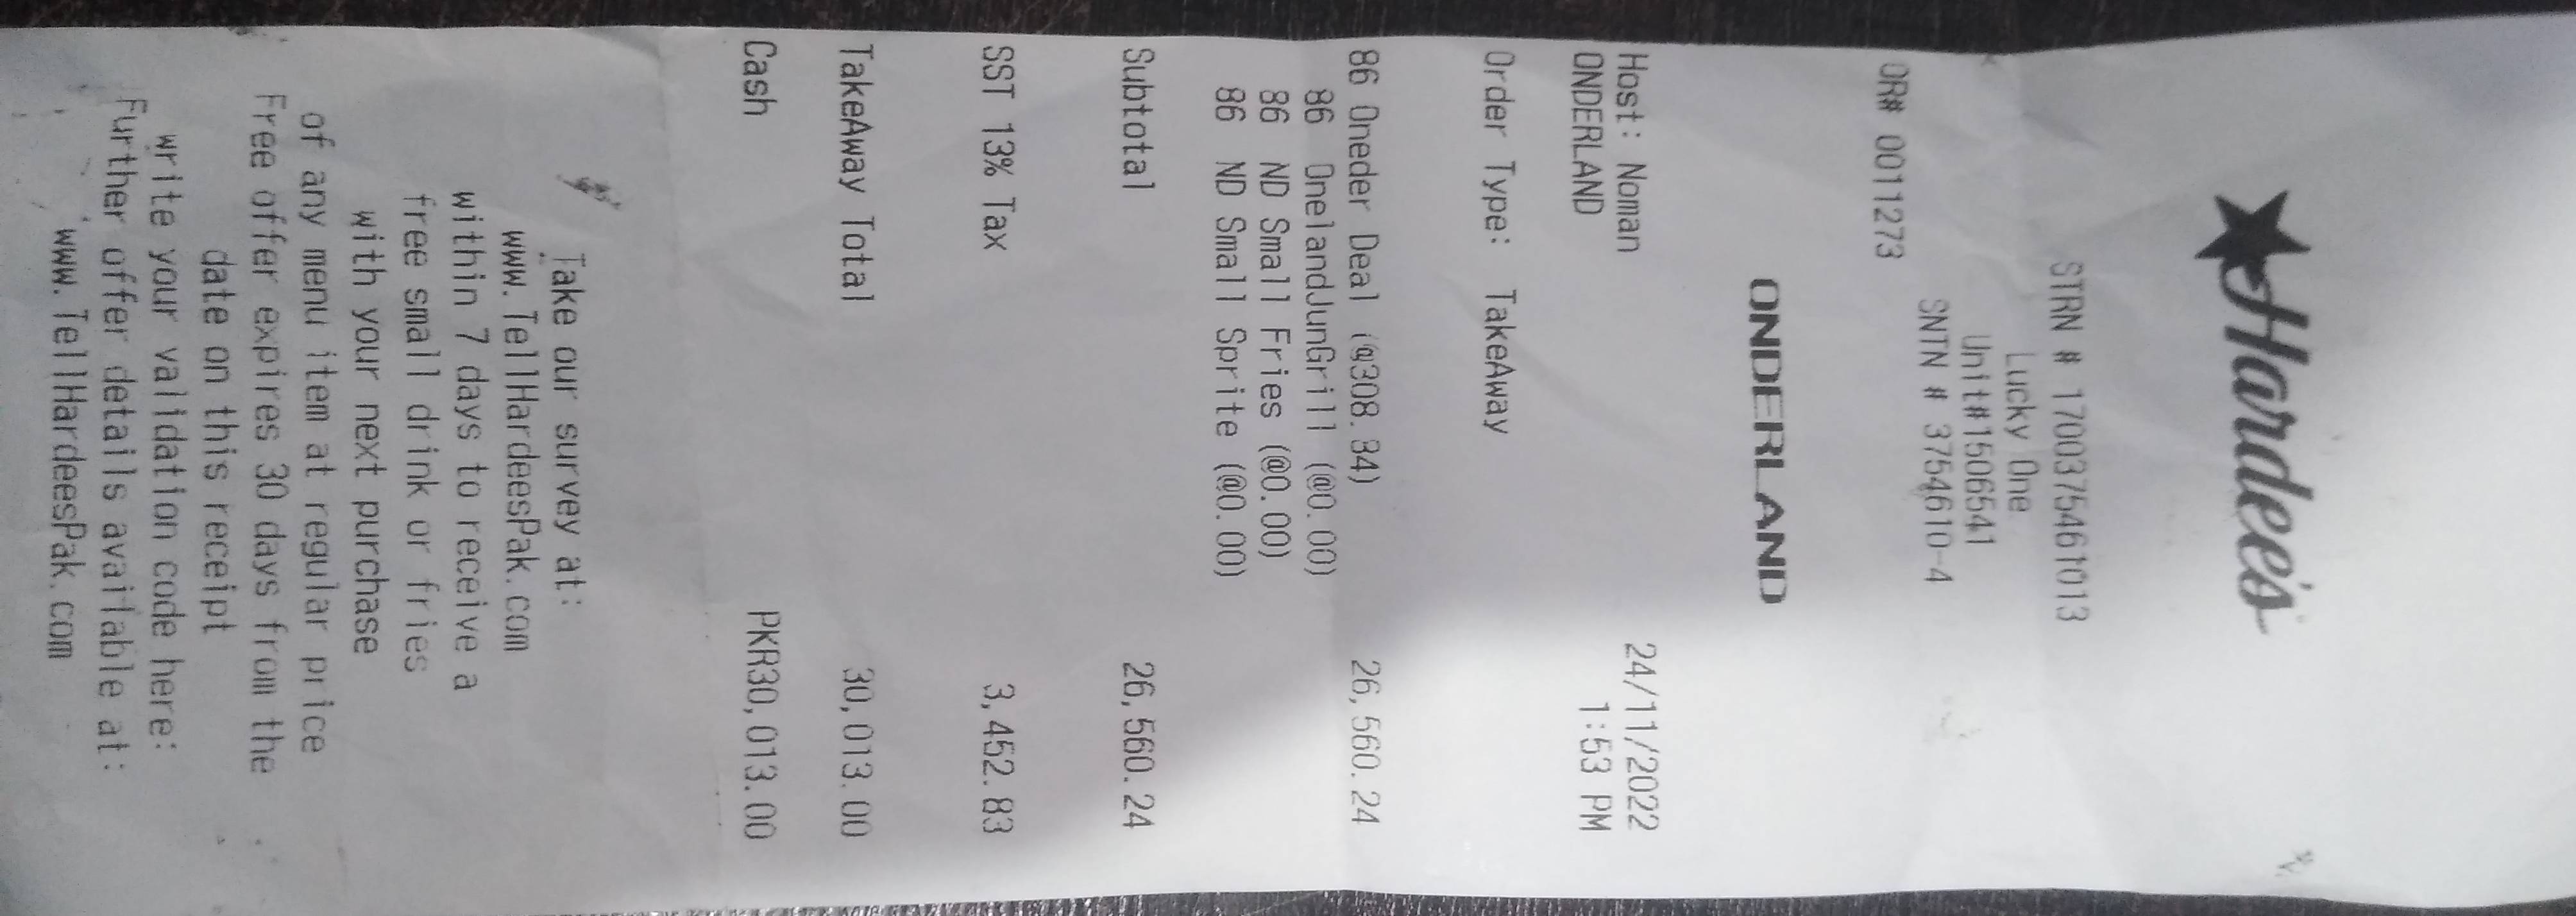 Hardee's
STRN # 1700375461013
Lucky One
Unit#1506541
SNTN # 3754610-4
OR# 0011273
ONDERLAND
Host: Noman 24/11/2022
ONDERLAND 1:53 PM
Order Type: TakeAway
86 Oneder Deal (@308.34) 26,560.24
86 OnelandJunGrill (@0.00)
86 ND Small Fries (@0.00)
86 ND Small Sprite (@0.00)
Subtotal 26,560.24
SST 13% Tax 3,452.83
TakeAway Total 30,013.00
Cash PKR30,013.00
Take our survey at:
www.TellHardeesPak.com
within 7 days to receive a
free small drink or fries
with your next purchase
of any menu item at regular price
Free offer expires 30 days from the
date on this receipt
write your validation code here:
Further offer details available at:
www.TellHardeesPak.com